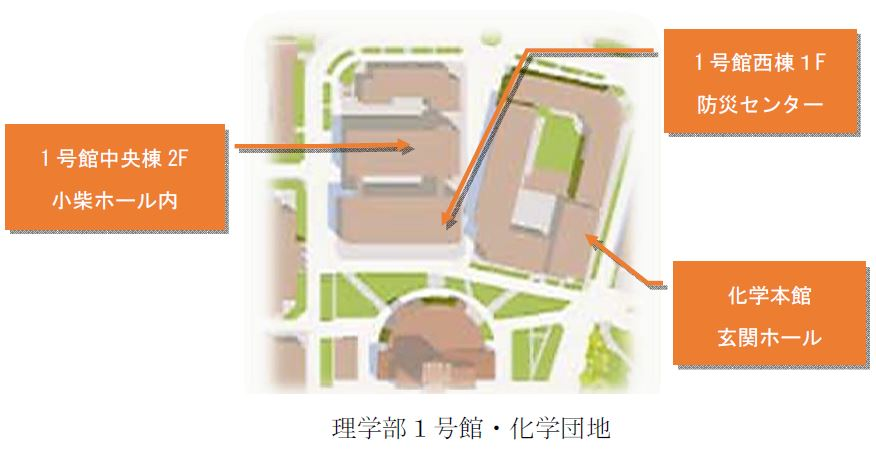 1号館西棟１F
防災センター
1号館中央棟2F
小柴ホール内
化学本館
玄関ホール
理学部１号館・化学団地